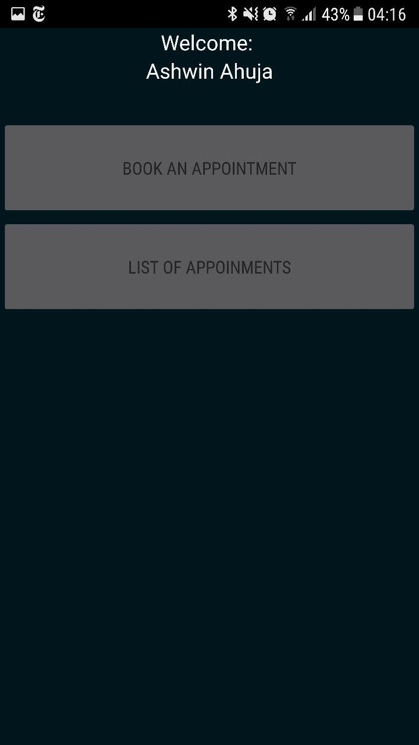 43% 04:16
Welcome:
Ashwin Ahuja
BOOK AN APPOINTMENT
LIST OF APPOINMENTS